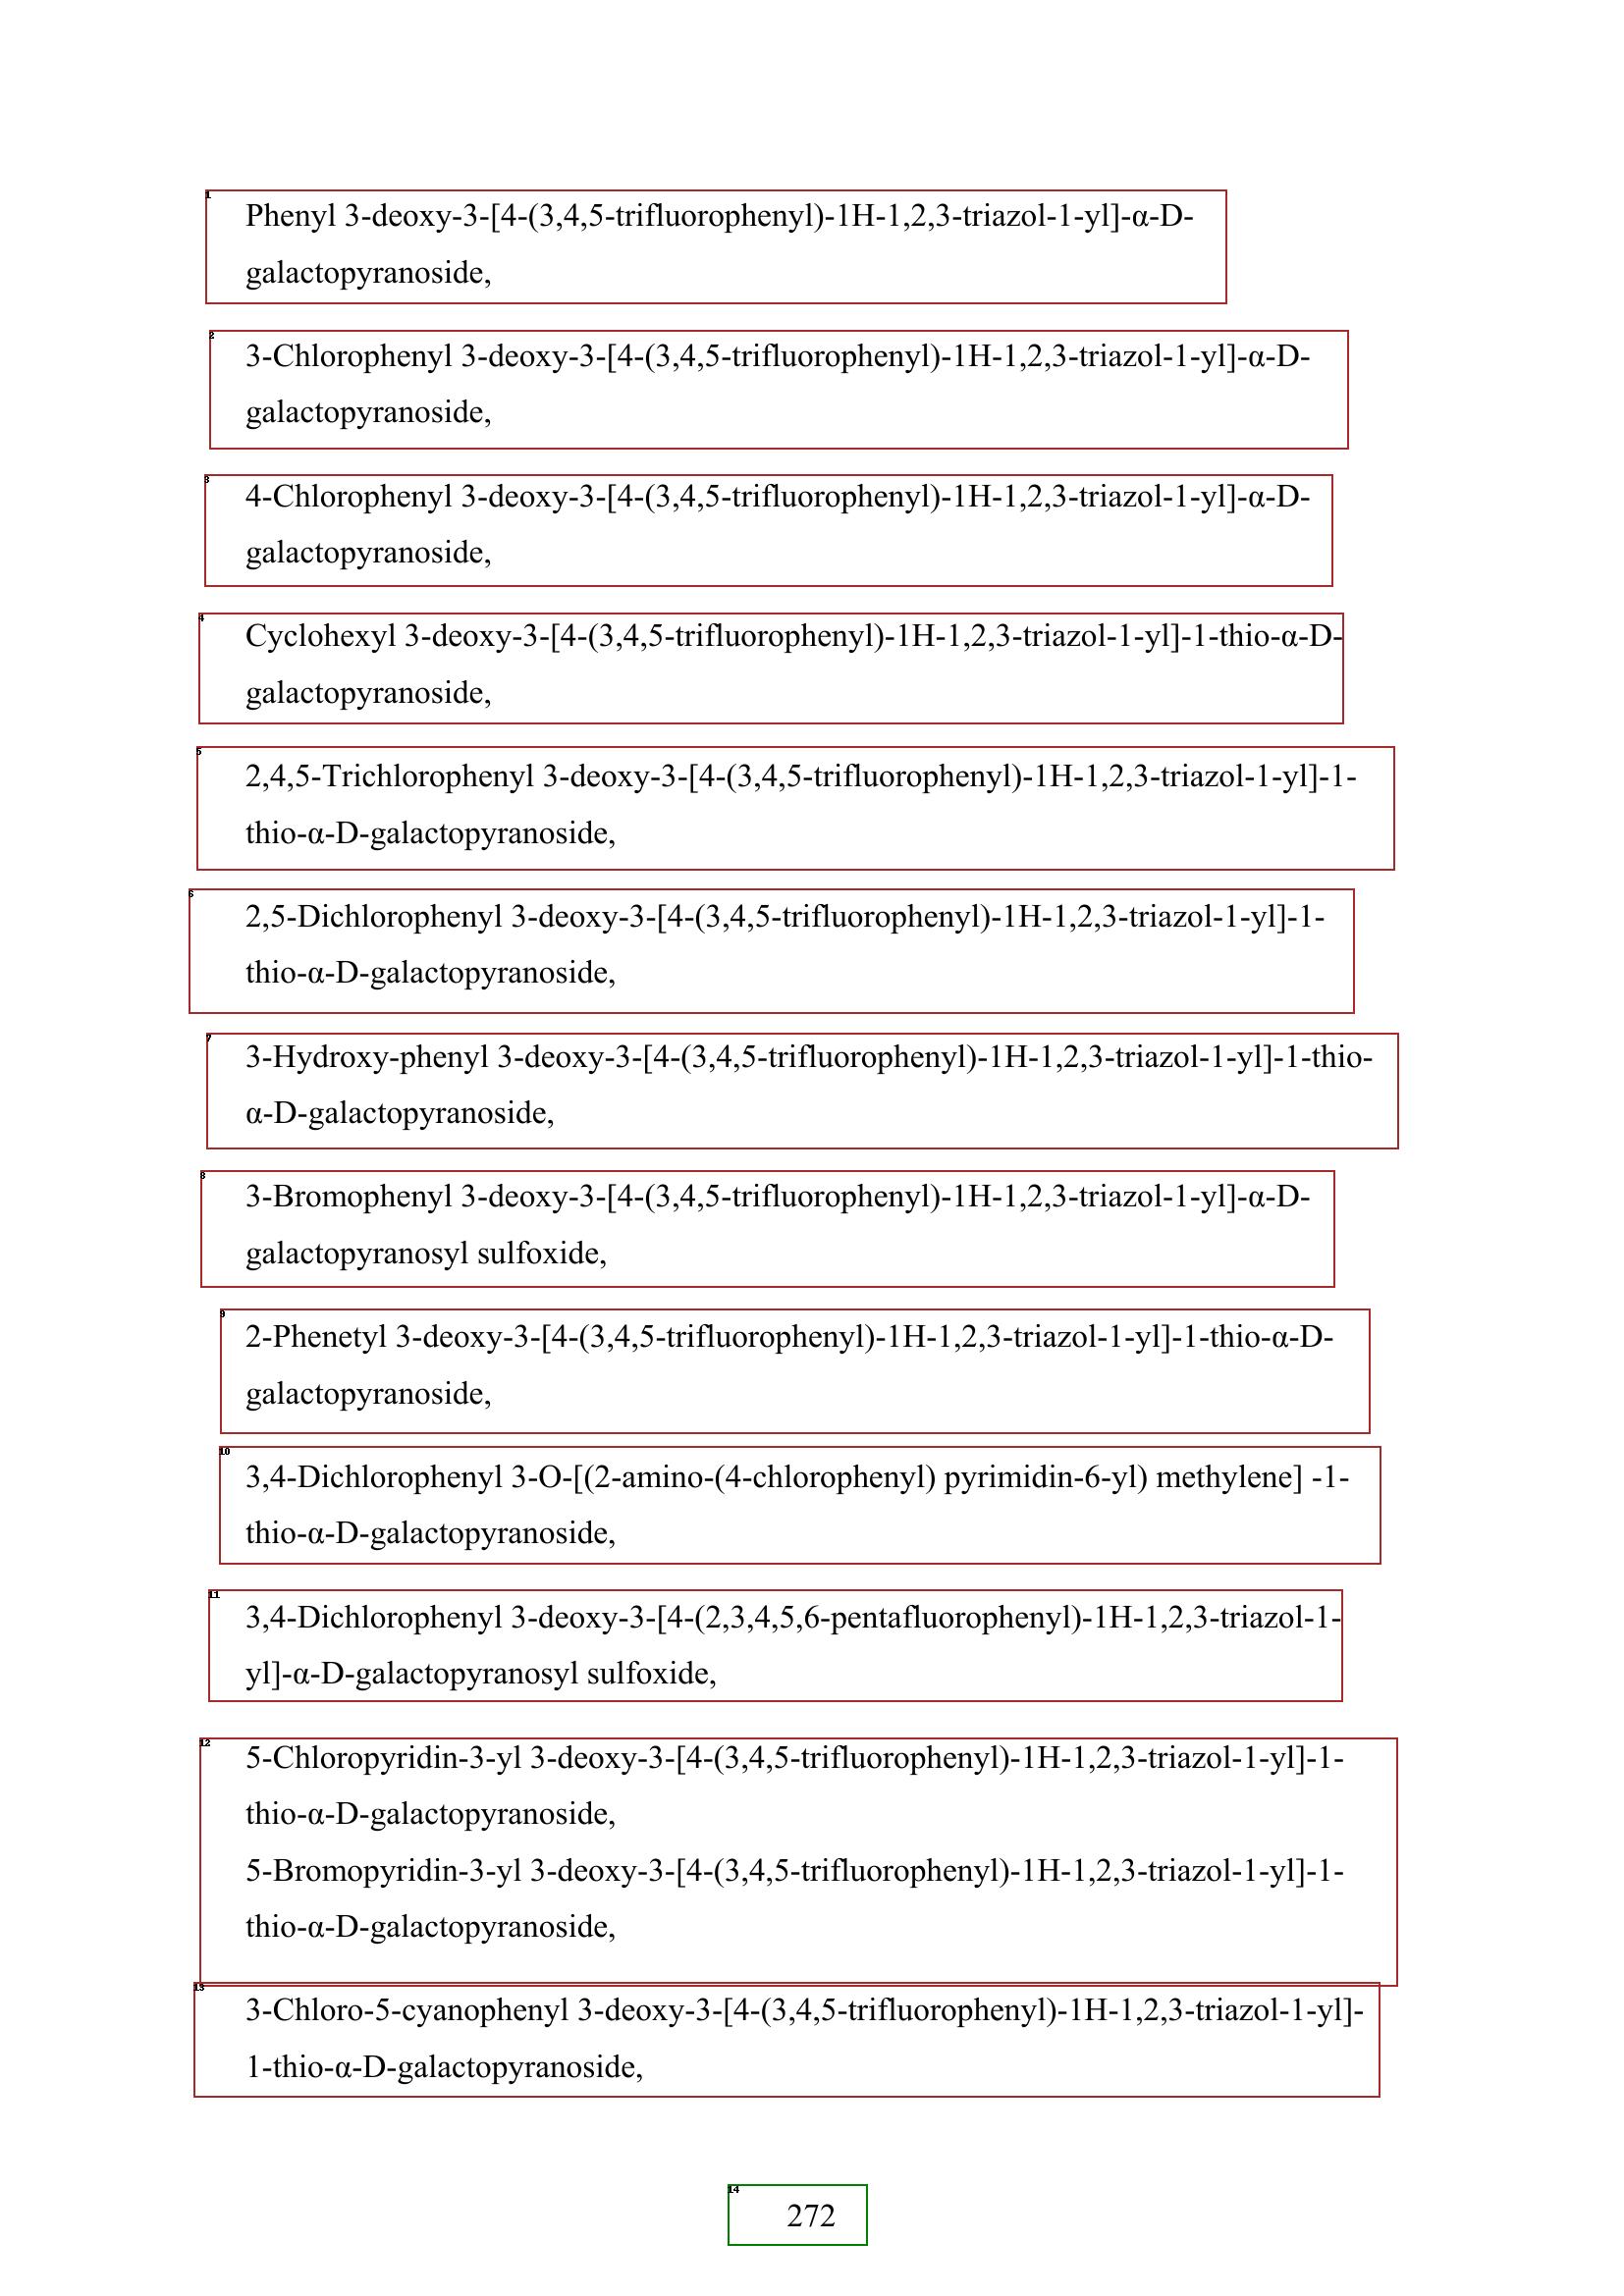 1
Phenyl 3-deoxy-3-[4-(3,4,5-trifluorophenyl)-1H-1,2,3-triazol-1-yl]-α-D-
galactopyranoside,
2
3-Chlorophenyl 3-deoxy-3-[4-(3,4,5-trifluorophenyl)-1H-1,2,3-triazol-1-yl]-α-D-
galactopyranoside,
3
4-Chlorophenyl 3-deoxy-3-[4-(3,4,5-trifluorophenyl)-1H-1,2,3-triazol-1-yl]-α-D-
galactopyranoside,
4
Cyclohexyl 3-deoxy-3-[4-(3,4,5-trifluorophenyl)-1H-1,2,3-triazol-1-yl]-1-thio-α-D-
galactopyranoside,
5
2,4,5-Trichlorophenyl 3-deoxy-3-[4-(3,4,5-trifluorophenyl)-1H-1,2,3-triazol-1-yl]-1-
thio-α-D-galactopyranoside,
6
2,5-Dichlorophenyl 3-deoxy-3-[4-(3,4,5-trifluorophenyl)-1H-1,2,3-triazol-1-yl]-1-
thio-α-D-galactopyranoside,
7
3-Hydroxy-phenyl 3-deoxy-3-[4-(3,4,5-trifluorophenyl)-1H-1,2,3-triazol-1-yl]-1-thio-
α-D-galactopyranoside,
8
3-Bromophenyl 3-deoxy-3-[4-(3,4,5-trifluorophenyl)-1H-1,2,3-triazol-1-yl]-α-D-
galactopyranosyl sulfoxide,
9
2-Phenetyl 3-deoxy-3-[4-(3,4,5-trifluorophenyl)-1H-1,2,3-triazol-1-yl]-1-thio-α-D-
galactopyranoside,
10
3,4-Dichlorophenyl 3-O-[(2-amino-(4-chlorophenyl) pyrimidin-6-yl) methylene] -1-
thio-α-D-galactopyranoside,
11
3,4-Dichlorophenyl 3-deoxy-3-[4-(2,3,4,5,6-pentafluorophenyl)-1H-1,2,3-triazol-1-
yl]-α-D-galactopyranosyl sulfoxide,
12
5-Chloropyridin-3-yl 3-deoxy-3-[4-(3,4,5-trifluorophenyl)-1H-1,2,3-triazol-1-yl]-1-
thio-α-D-galactopyranoside,
5-Bromopyridin-3-yl 3-deoxy-3-[4-(3,4,5-trifluorophenyl)-1H-1,2,3-triazol-1-yl]-1-
thio-α-D-galactopyranoside,
13
3-Chloro-5-cyanophenyl 3-deoxy-3-[4-(3,4,5-trifluorophenyl)-1H-1,2,3-triazol-1-yl]-
1-thio-α-D-galactopyranoside,
14
272